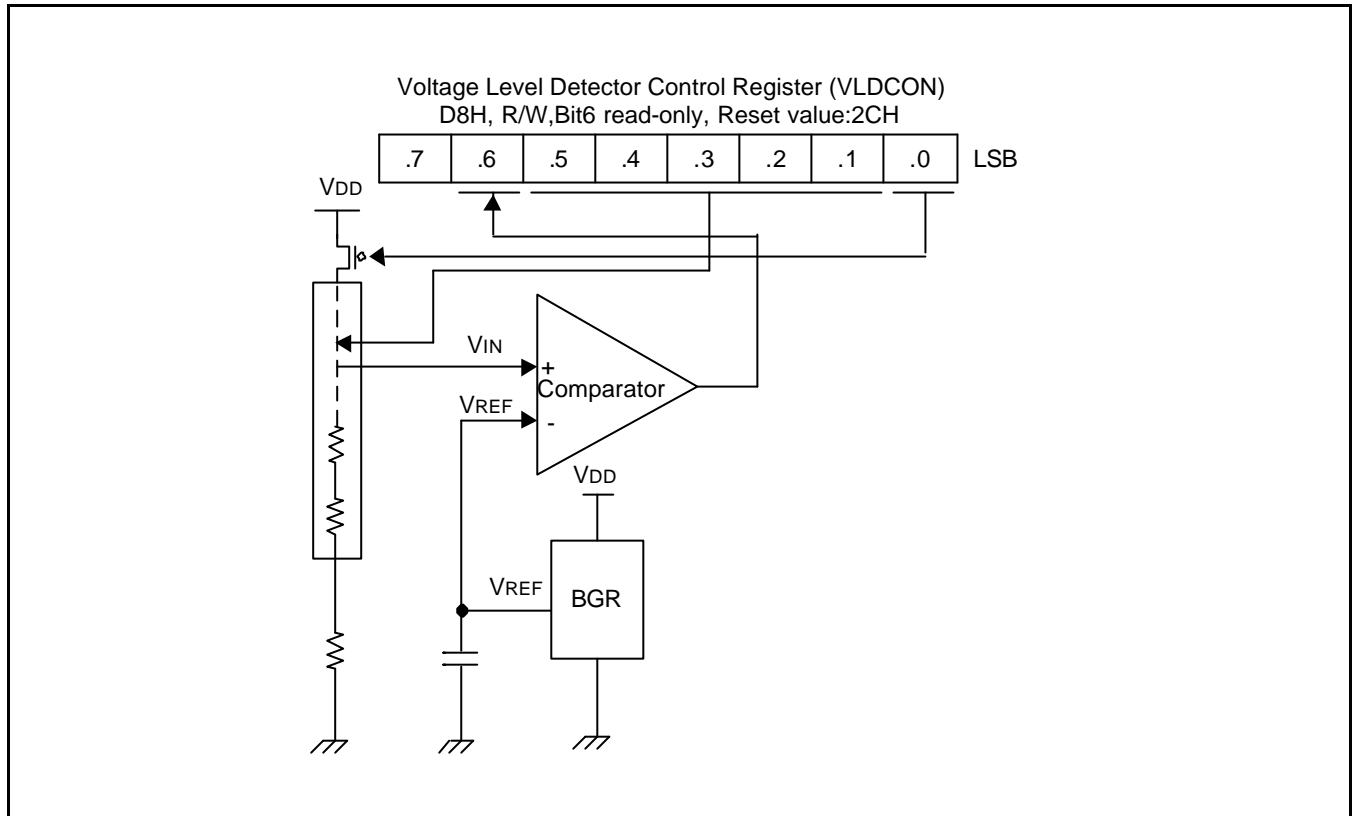 Voltage Level Detector Control Register (VLDCON)
D8H, R/W,Bit6 read-only, Reset value:2CH
.7 .6 .5 .4 .3 .2 .1 .0 LSB
VDD
VIN
+
Comparator
VREF
-
VDD
VREF
BGR